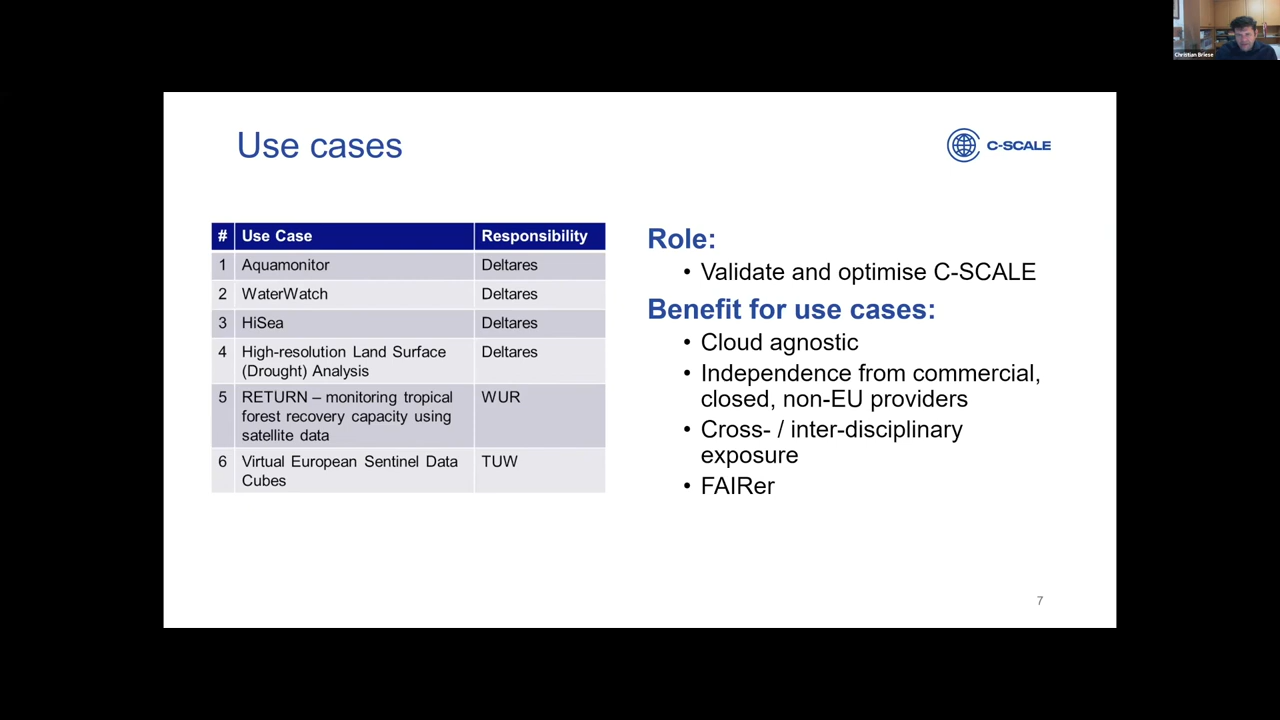 Christian Briese
Use cases
C-SCALE
# Use Case Responsibility
1 Aquamonitor Deltares
2 WaterWatch Deltares
3 HiSea Deltares
4 High-resolution Land Surface Deltares
(Drought) Analysis
5 RETURN – monitoring tropical WUR
forest recovery capacity using
satellite data
6 Virtual European Sentinel Data TUW
Cubes
Role:
• Validate and optimise C-SCALE
Benefit for use cases:
• Cloud agnostic
• Independence from commercial,
closed, non-EU providers
• Cross- / inter-disciplinary
exposure
• FAIRer
7